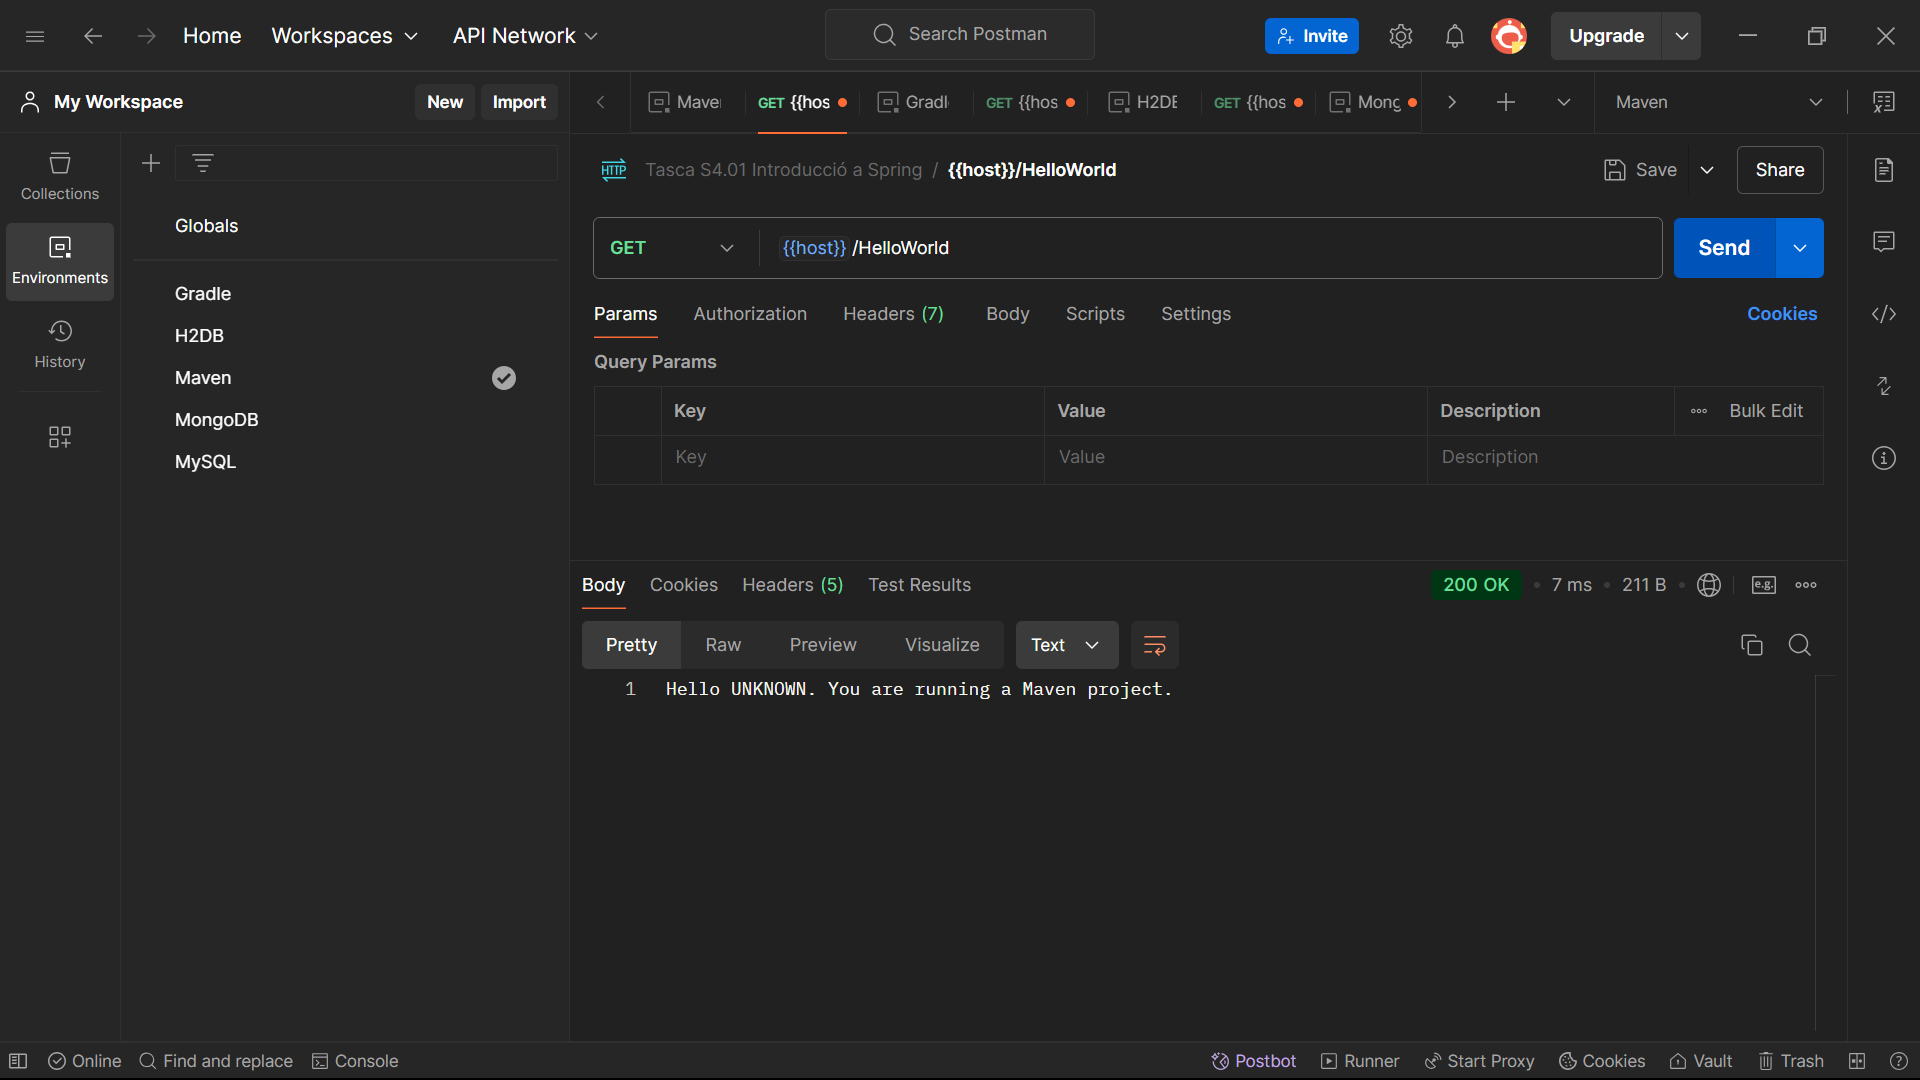 Home Workspaces API Network Search Postman Invite Upgrade
My Workspace New Import Mave GET {{hos Gradl GET {{hos H2DE GET {{hos Mong Maven
Collections
Environments
History
Globals
Gradle
H2DB
Maven
MongoDB
MySQL
HTTP Tasca S4.01 Introducció a Spring / {{host}}/HelloWorld Save Share
GET {{host}} /HelloWorld Send
Params Authorization Headers (7) Body Scripts Settings Cookies
Query Params
Key Value Description Bulk Edit
Key Value Description
Body Cookies Headers (5) Test Results 200 OK • 7 ms • 211 B • e.g.
Pretty Raw Preview Visualize Text
1 Hello UNKNOWN. You are running a Maven project.
Online Find and replace Console Postbot Runner Start Proxy Cookies Vault Trash